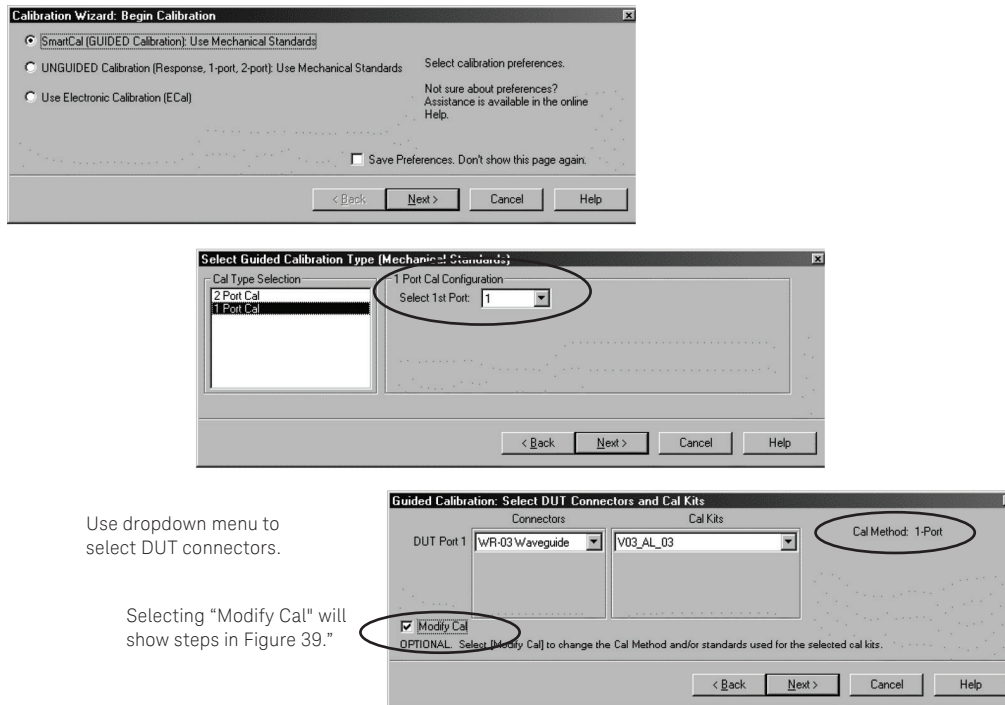 Calibration Wizard: Begin Calibration
SmartCal (GUIDED Calibration): Use Mechanical Standards
UNGUIDED Calibration (Response, 1-port, 2-port): Use Mechanical Standards
Use Electronic Calibration (ECal)
Select calibration preferences.
Not sure about preferences?
Assistance is available in the online
Help.
Save Preferences. Don't show this page again.
< Back
Next >
Cancel
Help
Select Guided Calibration Type (Mechanical Standards)
Cal Type Selection
2 Port Cal
1 Port Cal
1 Port Cal Configuration
Select 1st Port: 1
< Back
Next >
Cancel
Help
Use dropdown menu to
select DUT connectors.
Selecting “Modify Cal" will
show steps in Figure 39.”
Guided Calibration: Select DUT Connectors and Cal Kits
Connectors
Cal Kits
DUT Port 1
WR-03 Waveguide
V03_AL_03
Cal Method: 1-Port
Modify Cal
OPTIONAL. Select [Modify Cal] to change the Cal Method and/or standards used for the selected cal kits.
< Back
Next >
Cancel
Help